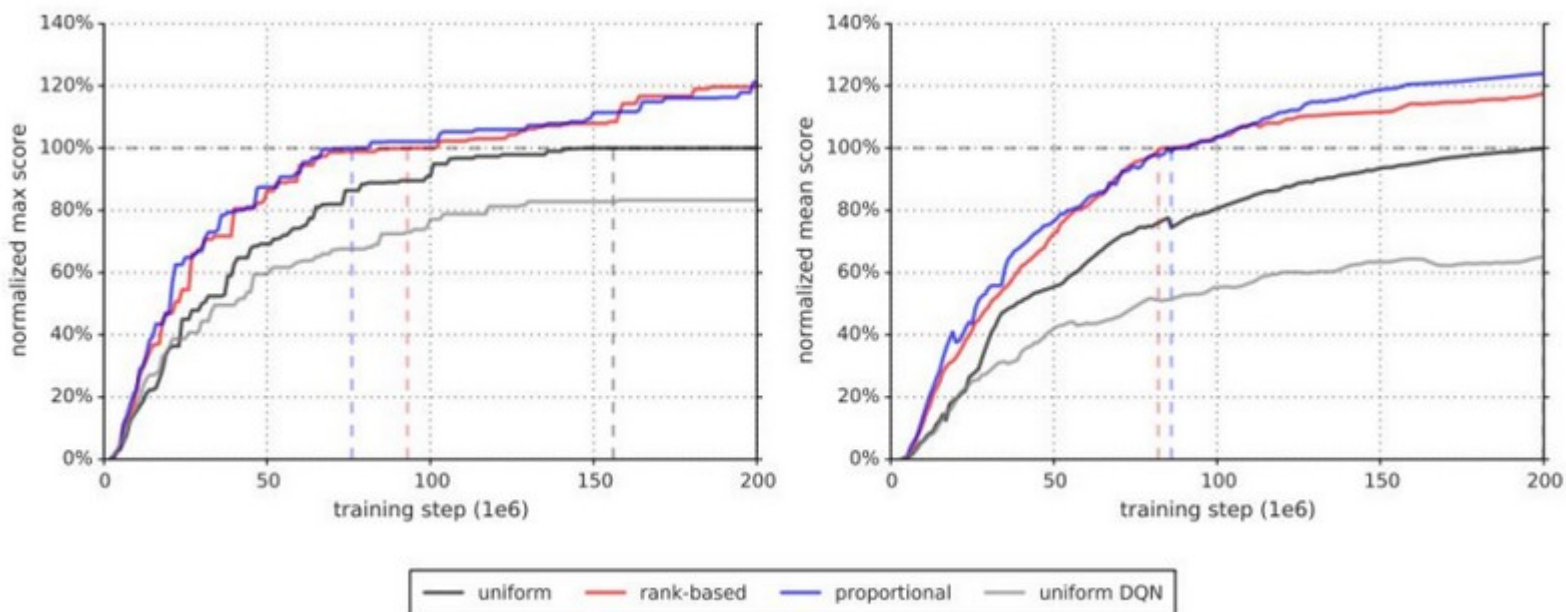 140%
120%
100%
80%
60%
40%
20%
0%
normalized max score
0 50 100 150 200
training step (1e6)
140%
120%
100%
80%
60%
40%
20%
0%
normalized mean score
0 50 100 150 200
training step (1e6)
uniform rank-based proportional uniform DQN